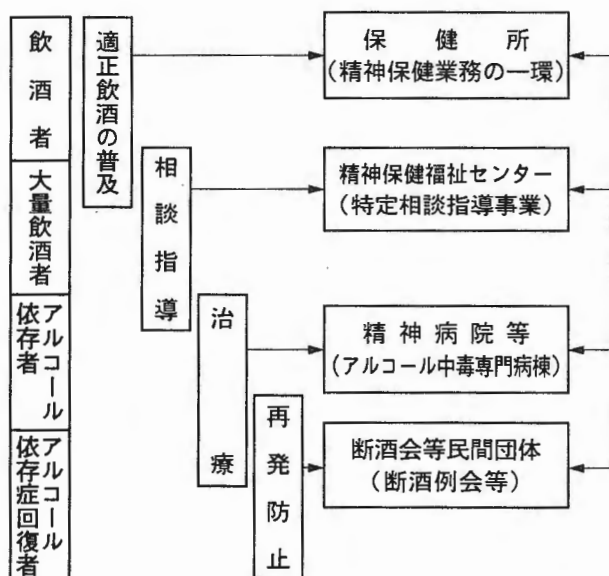 飲酒者
大量飲酒者
アルコール
依存者
アルコール
依存症回復者
適正飲酒の普及
相談指導
治療
再発防止
保健所
(精神保健業務の一環)
精神保健福祉センター
(特定相談指導事業)
精神病院等
(アルコール中毒専門病棟)
断酒会等民間団体
(断酒例会等)